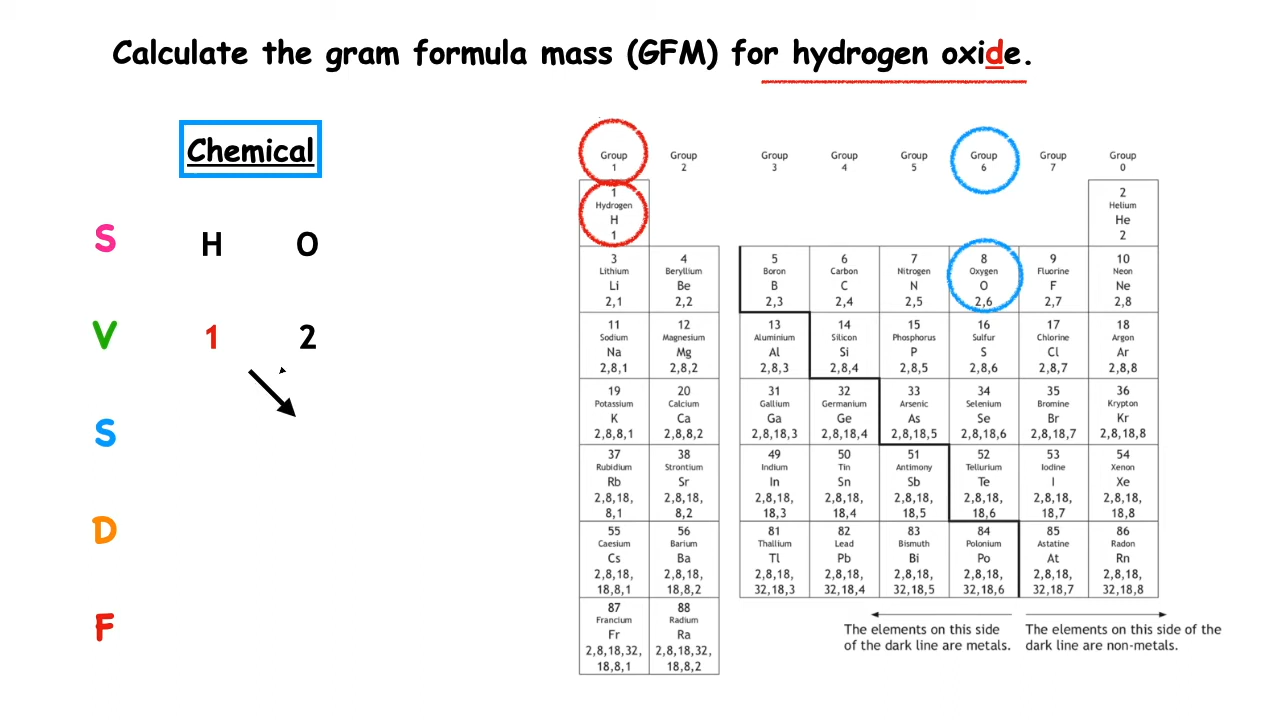 Calculate the gram formula mass (GFM) for hydrogen oxide.
Chemical
S H O
V 1 2
S
D
F
Group Group Group Group Group Group Group Group
1 2 3 4 5 6 7 0
1 2
Hydrogen Helium
H He
1 2
3 4 5 6 7 8 9 10
Lithium Beryllium Boron Carbon Nitrogen Oxygen Fluorine Neon
Li Be B C N O F Ne
2,1 2,2 2,3 2,4 2,5 2,6 2,7 2,8
11 12 13 14 15 16 17 18
Sodium Magnesium Aluminium Silicon Phosphorus Sulfur Chlorine Argon
Na Mg Al Si P S Cl Ar
2,8,1 2,8,2 2,8,3 2,8,4 2,8,5 2,8,6 2,8,7 2,8,8
19 20 31 32 33 34 35 36
Potassium Calcium Gallium Germanium Arsenic Selenium Bromine Krypton
K Ca Ga Ge As Se Br Kr
2,8,8,1 2,8,8,2 2,8,18,3 2,8,18,4 2,8,18,5 2,8,18,6 2,8,18,7 2,8,18,8
37 38 49 50 51 52 53 54
Rubidium Strontium Indium Tin Antimony Tellurium Iodine Xenon
Rb Sr In Sn Sb Te I Xe
2,8,18, 2,8,18, 2,8,18, 2,8,18, 2,8,18, 2,8,18, 2,8,18, 2,8,18,
8,1 8,2 18,3 18,4 18,5 18,6 18,7 18,8
55 56 81 82 83 84 85 86
Caesium Barium Thallium Lead Bismuth Polonium Astatine Radon
Cs Ba Tl Pb Bi Po At Rn
2,8,18, 2,8,18, 2,8,18, 2,8,18, 2,8,18, 2,8,18, 2,8,18, 2,8,18,
18,8,1 18,8,2 32,18,3 32,18,4 32,18,5 32,18,6 32,18,7 32,18,8
87 88
Francium Radium
Fr Ra
2,8,18,32, 2,8,18,32,
18,8,1 18,8,2
The elements on this side
of the dark line are metals.
The elements on this side of the
dark line are non-metals.